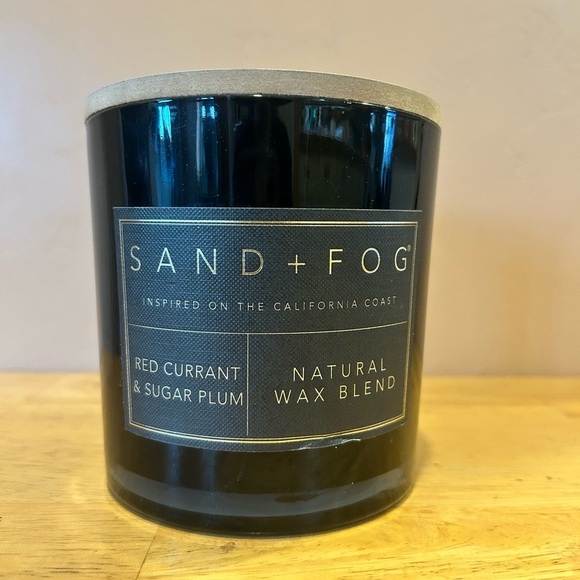 SAND + FOG®
INSPIRED ON THE CALIFORNIA COAST
RED CURRANT
& SUGAR PLUM
NATURAL
WAX BLEND